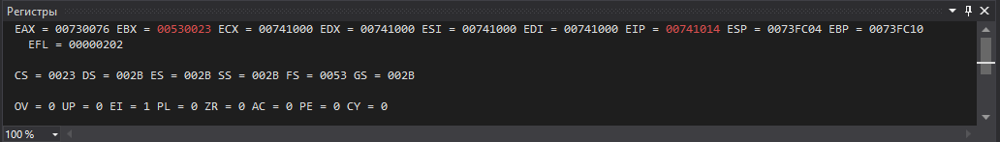 Регистры
EAX = 00730076 EBX = 00530023 ECX = 00741000 EDX = 00741000 ESI = 00741000 EDI = 00741000 EIP = 00741014 ESP = 0073FC04 EBP = 0073FC10
EFL = 00000202
CS = 0023 DS = 002B ES = 002B SS = 002B FS = 0053 GS = 002B
OV = 0 UP = 0 EI = 1 PL = 0 ZR = 0 AC = 0 PE = 0 CY = 0
100 %